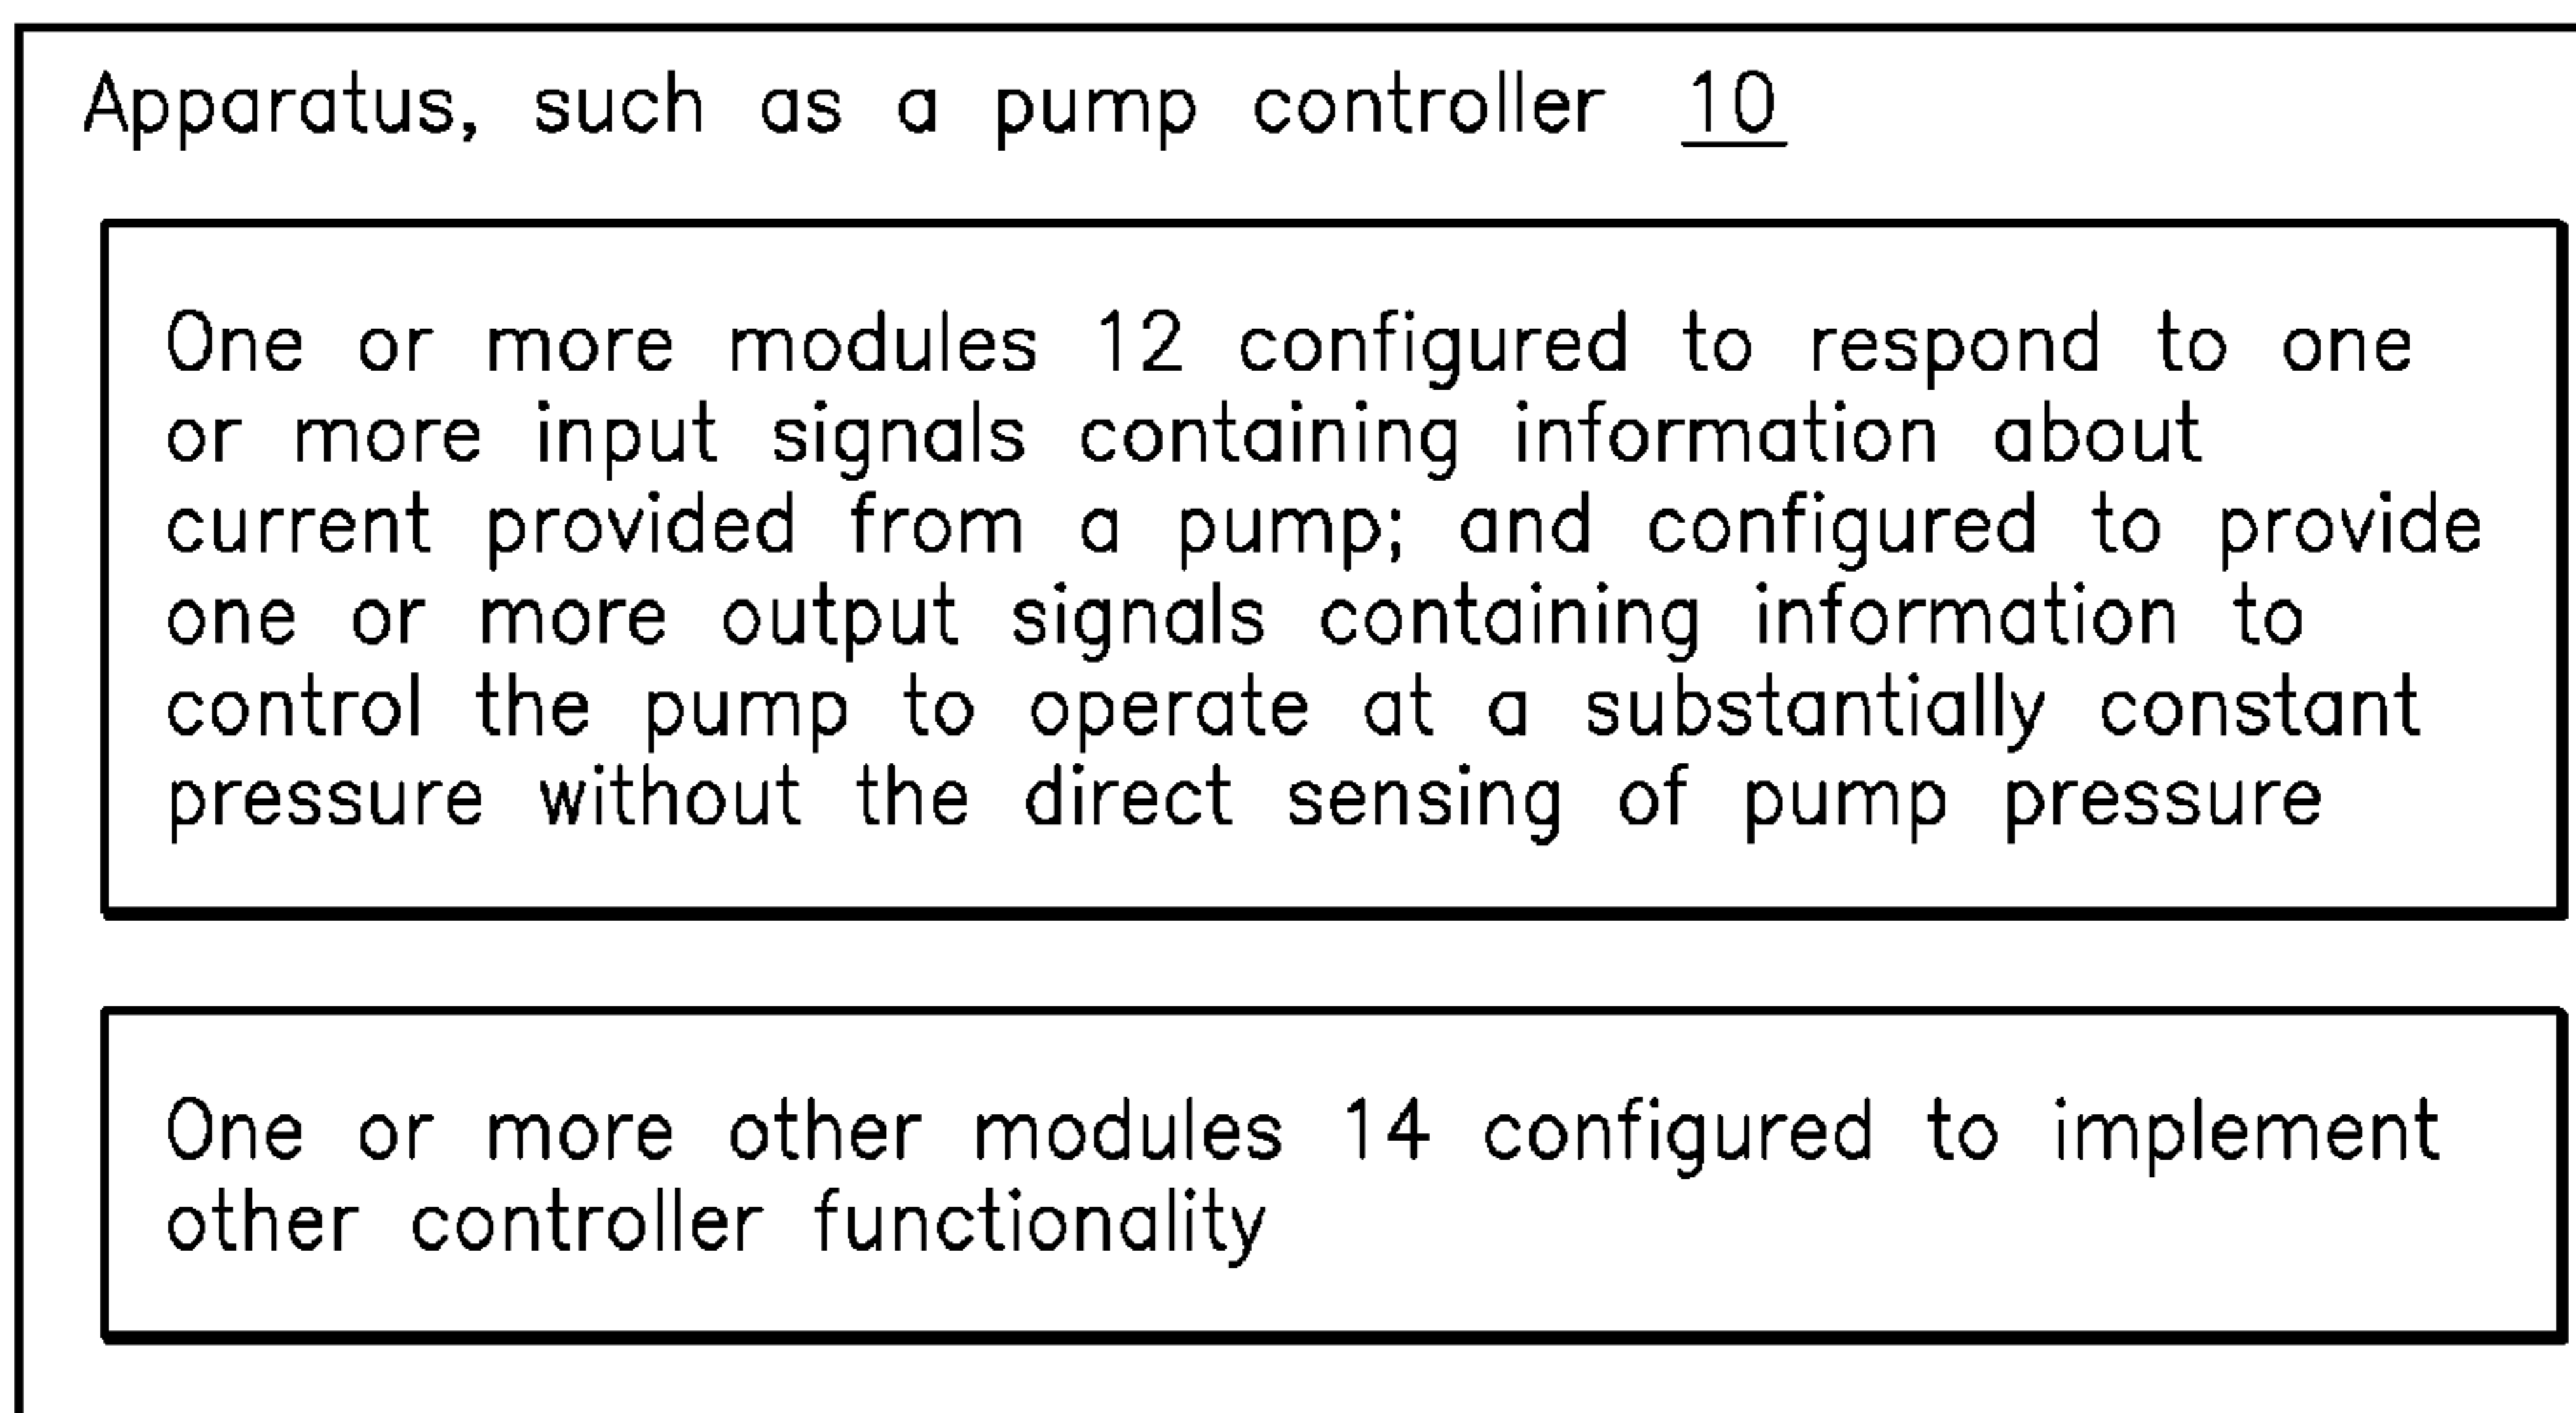 Apparatus, such as a pump controller 10
One or more modules 12 configured to respond to one
or more input signals containing information about
current provided from a pump; and configured to provide
one or more output signals containing information to
control the pump to operate at a substantially constant
pressure without the direct sensing of pump pressure
One or more other modules 14 configured to implement
other controller functionality